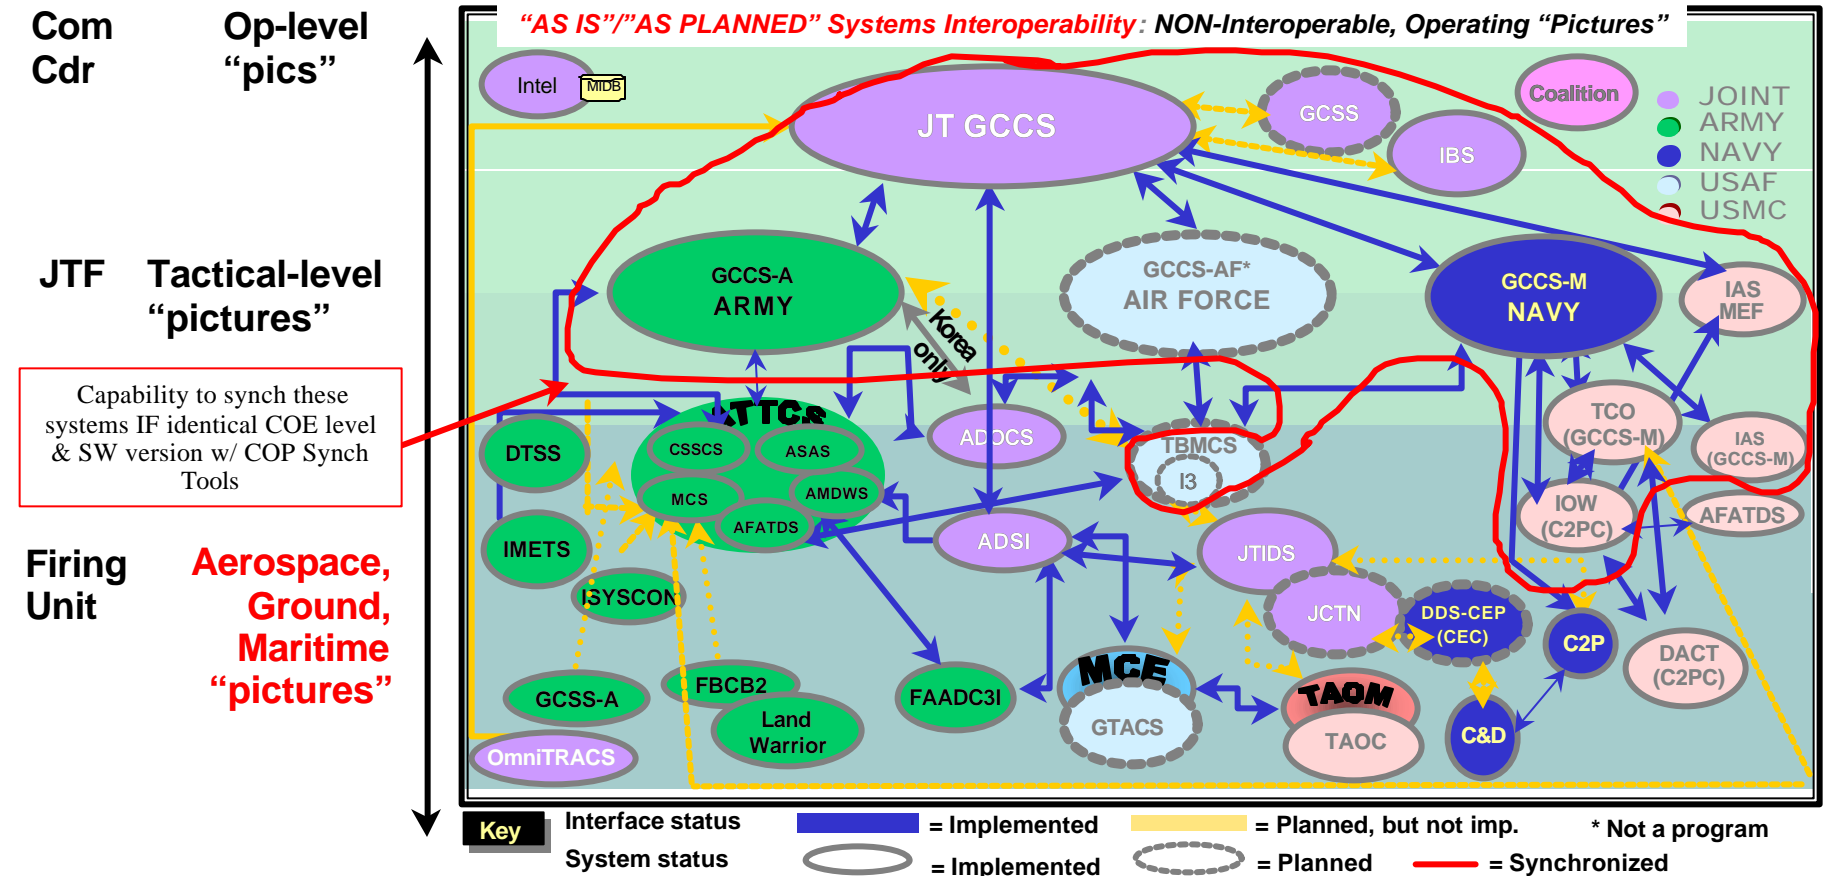 Com Op-level
Cdr “pics”
“AS IS”/”AS PLANNED” Systems Interoperability: NON-Interoperable, Operating “Pictures”
Intel
MIDB
JT GCCS
GCSS
IBS
Coalition
JOINT
ARMY
NAVY
USAF
USMC
JTF Tactical-level
“pictures”
GCCS-A
ARMY
Korea
only
GCCS-AF*
AIR FORCE
GCCS-M
NAVY
IAS
MEF
Capability to synch these
systems IF identical COE level
& SW version w/ COP Synch
Tools
DTSS
CSSCS
ASAS
MCS
AMDWS
AFATDS
ADOCS
TBMCS
I3
TCO
(GCCS-M)
IAS
(GCCS-M)
IOW
(C2PC)
AFATDS
IMETS
ISYSCON
ADSI
JTIDS
JCTN
DDS-CEP
(CEC)
C2P
DACT
(C2PC)
Firing
Unit
Aerospace,
Ground,
Maritime
“pictures”
GCSS-A
FBCB2
Land
Warrior
FAADC3I
MCE
GTACS
TAOM
TAOC
C&D
OmniTRACS
Key
Interface status = Implemented = Planned, but not imp. * Not a program
System status = Implemented = Planned = Synchronized